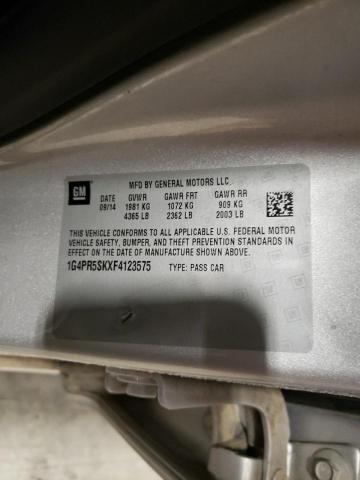 GM
MFD BY GENERAL MOTORS LLC
DATE GVWR GAWR FRT GAWR RR
09/14 1981 KG 1072 KG 909 KG
4365 LB 2362 LB 2003 LB
THIS VEHICLE CONFORMS TO ALL APPLICABLE U.S. FEDERAL MOTOR
VEHICLE SAFETY, BUMPER, AND THEFT PREVENTION STANDARDS IN
EFFECT ON THE DATE OF MANUFACTURE SHOWN ABOVE.
1G4PR5SKXF4123575 TYPE: PASS CAR